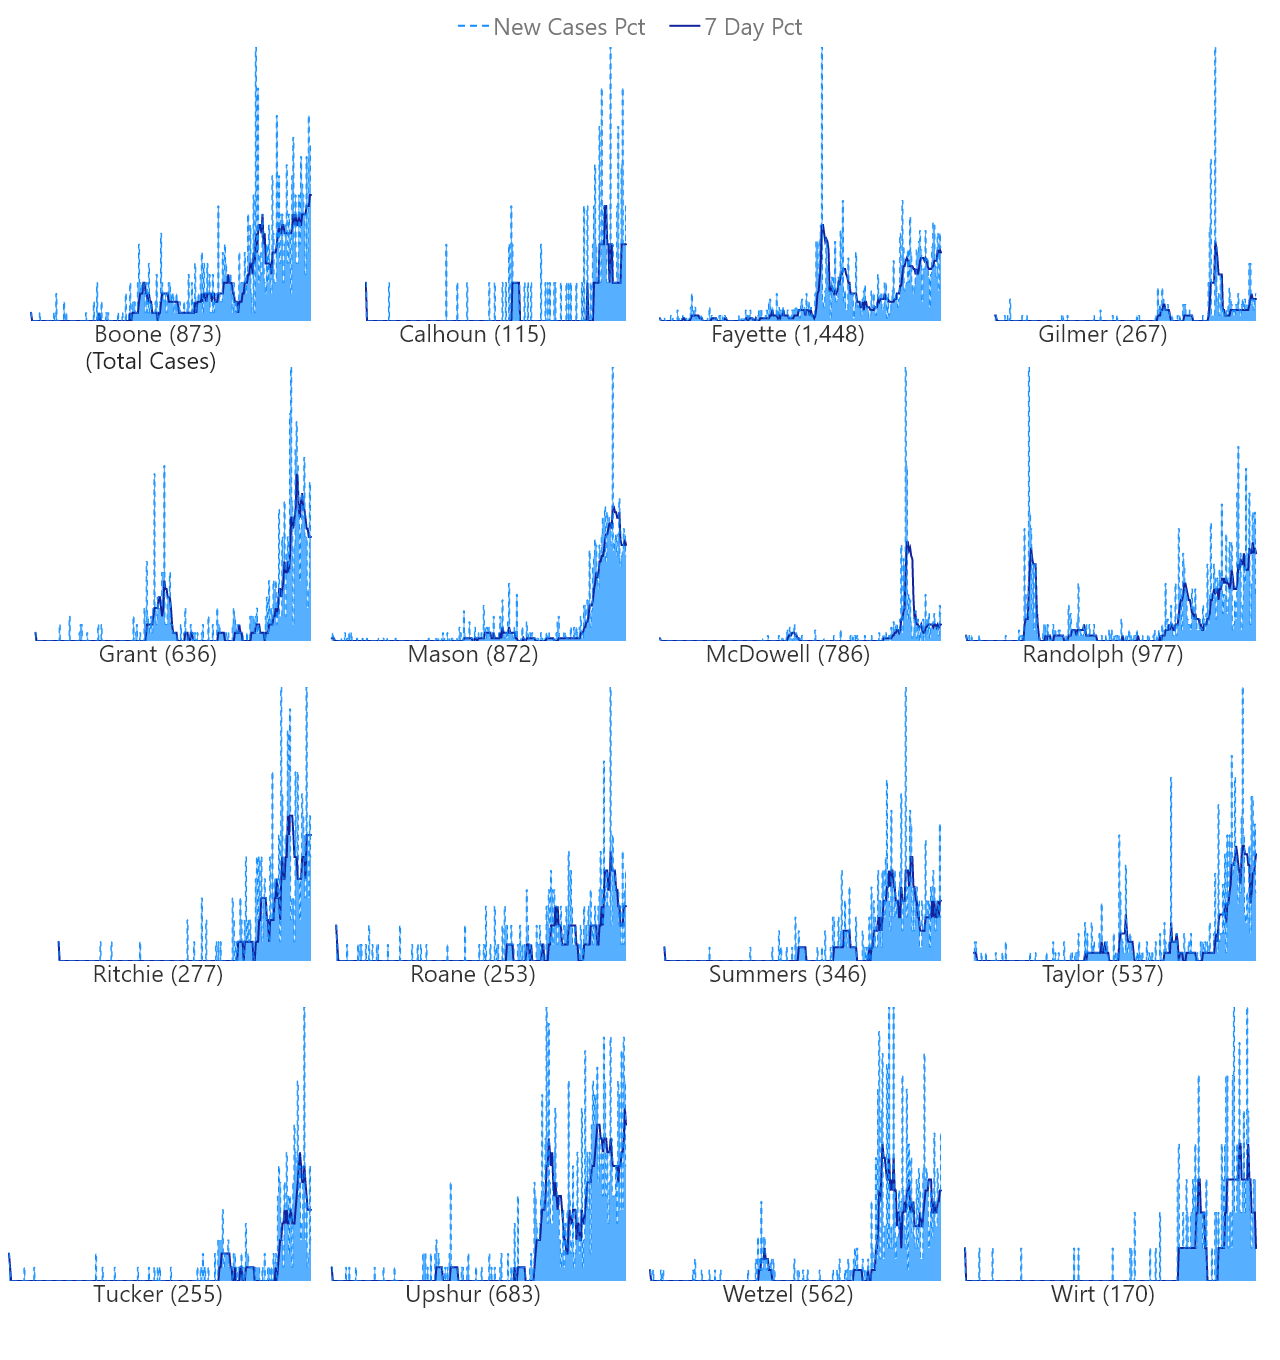 New Cases Pct 7 Day Pct
Boone (873) Calhoun (115) Fayette (1,448) Gilmer (267)
(Total Cases)
Grant (636) Mason (872) McDowell (786) Randolph (977)
Ritchie (277) Roane (253) Summers (346) Taylor (537)
Tucker (255) Upshur (683) Wetzel (562) Wirt (170)